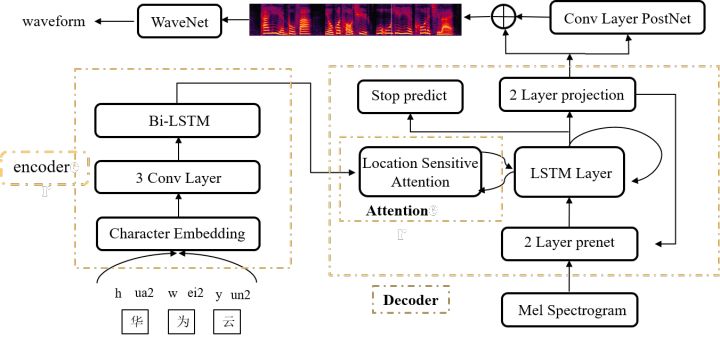 waveform
WaveNet
Conv Layer PostNet
Bi-LSTM
Stop predict
2 Layer projection
encoder
3 Conv Layer
Location Sensitive
Attention
LSTM Layer
Attention
Character Embedding
2 Layer prenet
h ua2 w ei2 y un2
华 为 云
Decoder
Mel Spectrogram